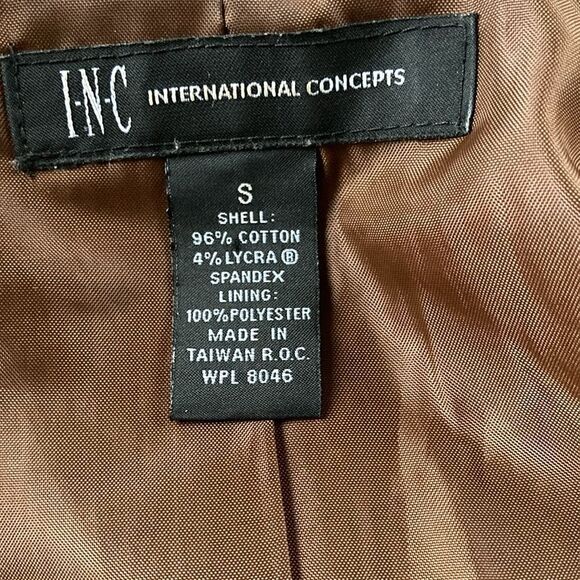 I·N·C INTERNATIONAL CONCEPTS
S
SHELL:
96% COTTON
4% LYCRA ®
SPANDEX
LINING:
100% POLYESTER
MADE IN
TAIWAN R.O.C.
WPL 8046